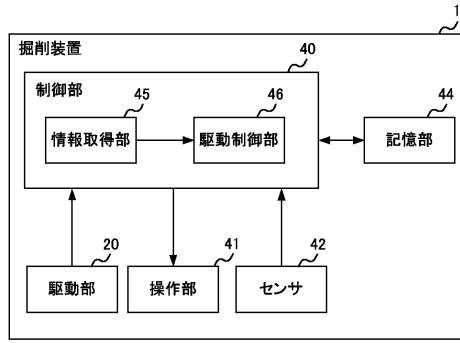 1
掘削装置
40
制御部
45
46
44
情報取得部
駆動制御部
記憶部
20
41
42
駆動部
操作部
センサ